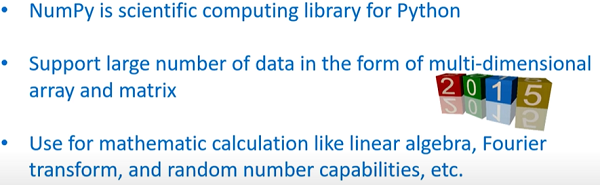 • NumPy is scientific computing library for Python
• Support large number of data in the form of multi-dimensional
array and matrix
2015
• Use for mathematic calculation like linear algebra, Fourier
transform, and random number capabilities, etc.